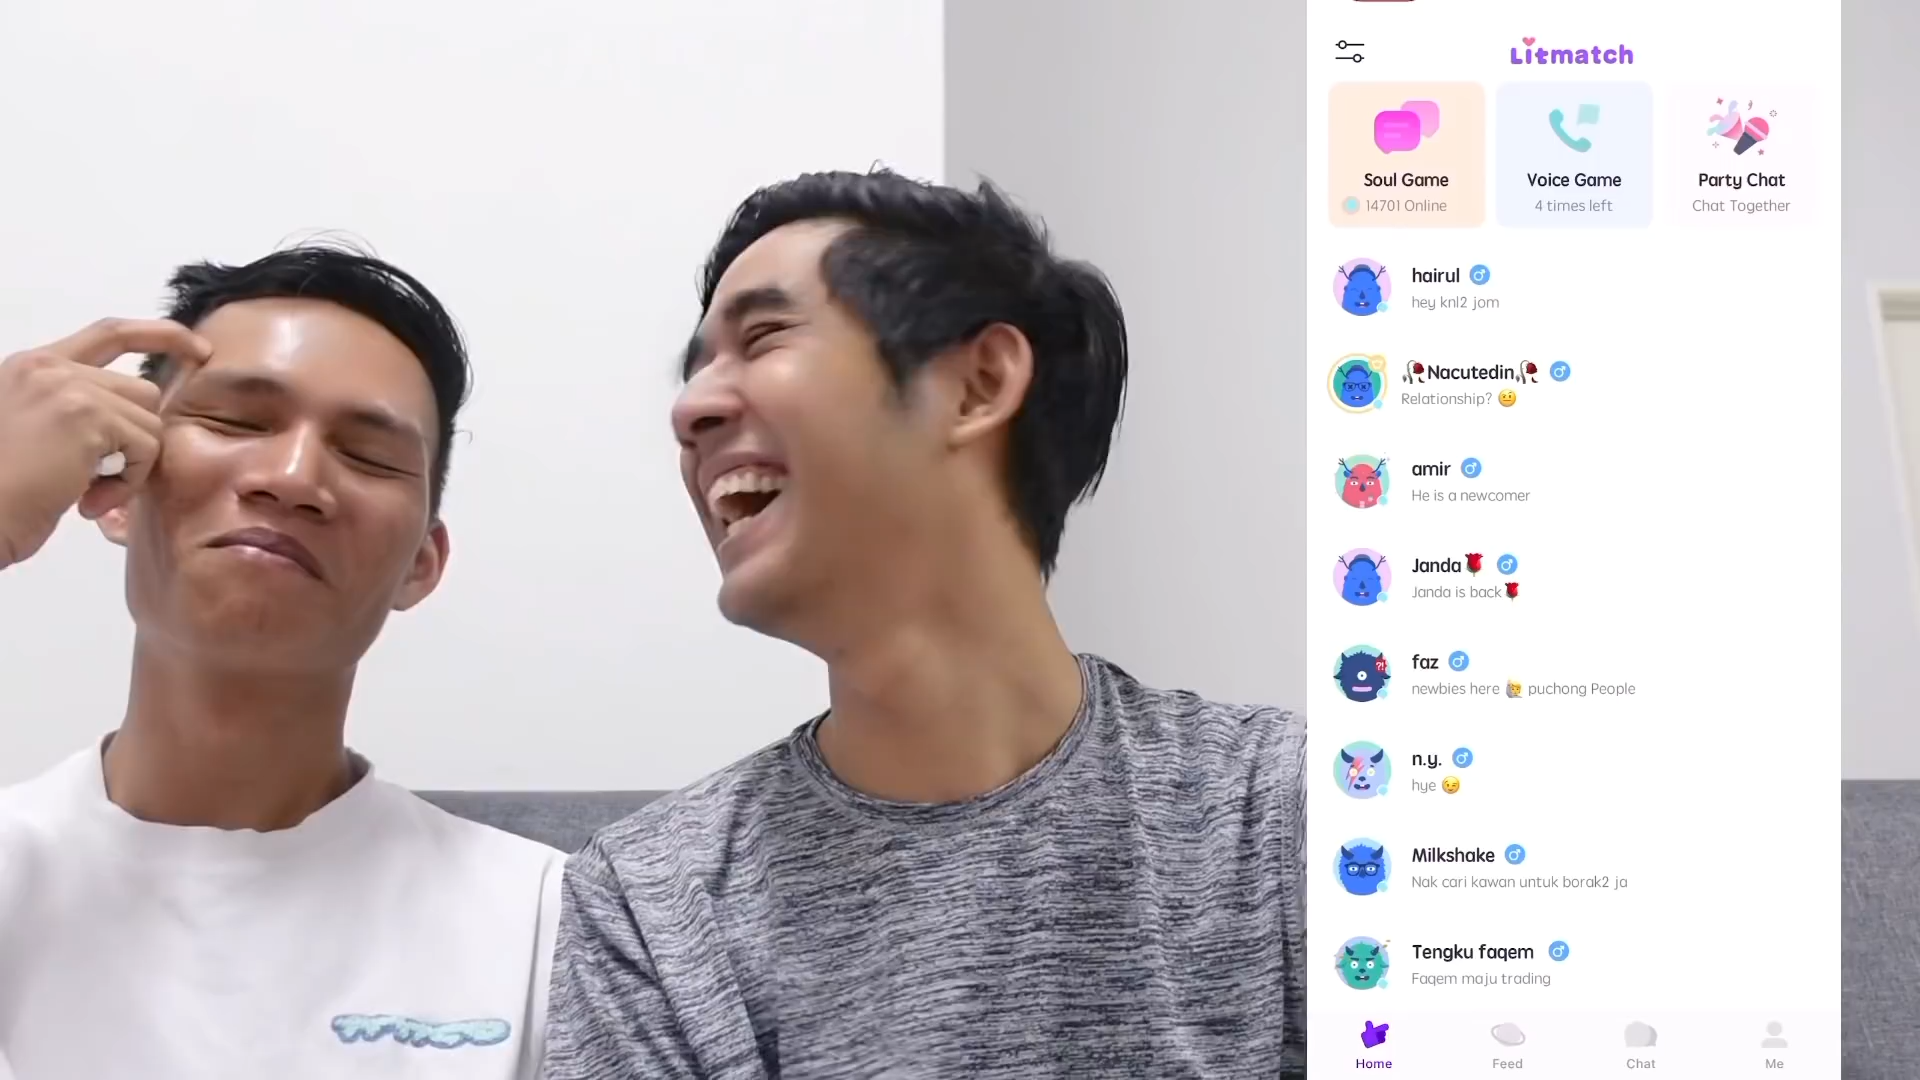 Litmatch
Soul Game
14701 Online
Voice Game
4 times left
Party Chat
Chat Together
hairul
hey knl2 jom
🥀Nacutedin🥀
Relationship? 🤨
amir
He is a newcomer
Janda🌹
Janda is back🌹
faz
newbies here 🙋 puchong People
n.y.
hye 😉
Milkshake
Nak cari kawan untuk borak2 ja
Tengku faqem
Faqem maju trading
Home
Feed
Chat
Me